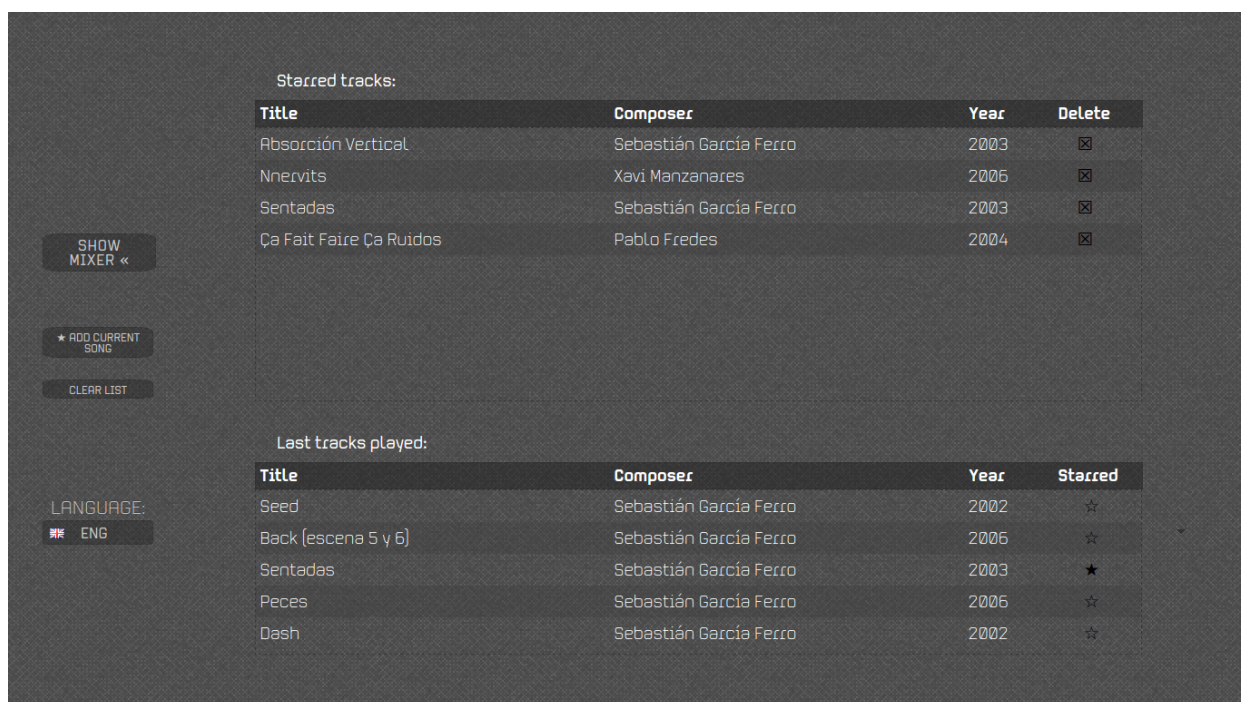 Starred tracks:
Title Composer Year Delete
Absorción Vertical Sebastián García Ferro 2003 ☒
Nnervits Xavi Manzanares 2006 ☒
Sentadas Sebastián García Ferro 2003 ☒
Ça Fait Faire Ça Ruidos Pablo Fredes 2004 ☒
SHOW
MIXER «
★ ADD CURRENT
SONG
CLEAR LIST
Last tracks played:
Title Composer Year Starred
Seed Sebastián García Ferro 2002 ☆
Back (escena 5 y 6) Sebastián García Ferro 2006 ☆
Sentadas Sebastián García Ferro 2003 ★
Peces Sebastián García Ferro 2006 ☆
Dash Sebastián García Ferro 2002 ☆
LANGUAGE:
ENG